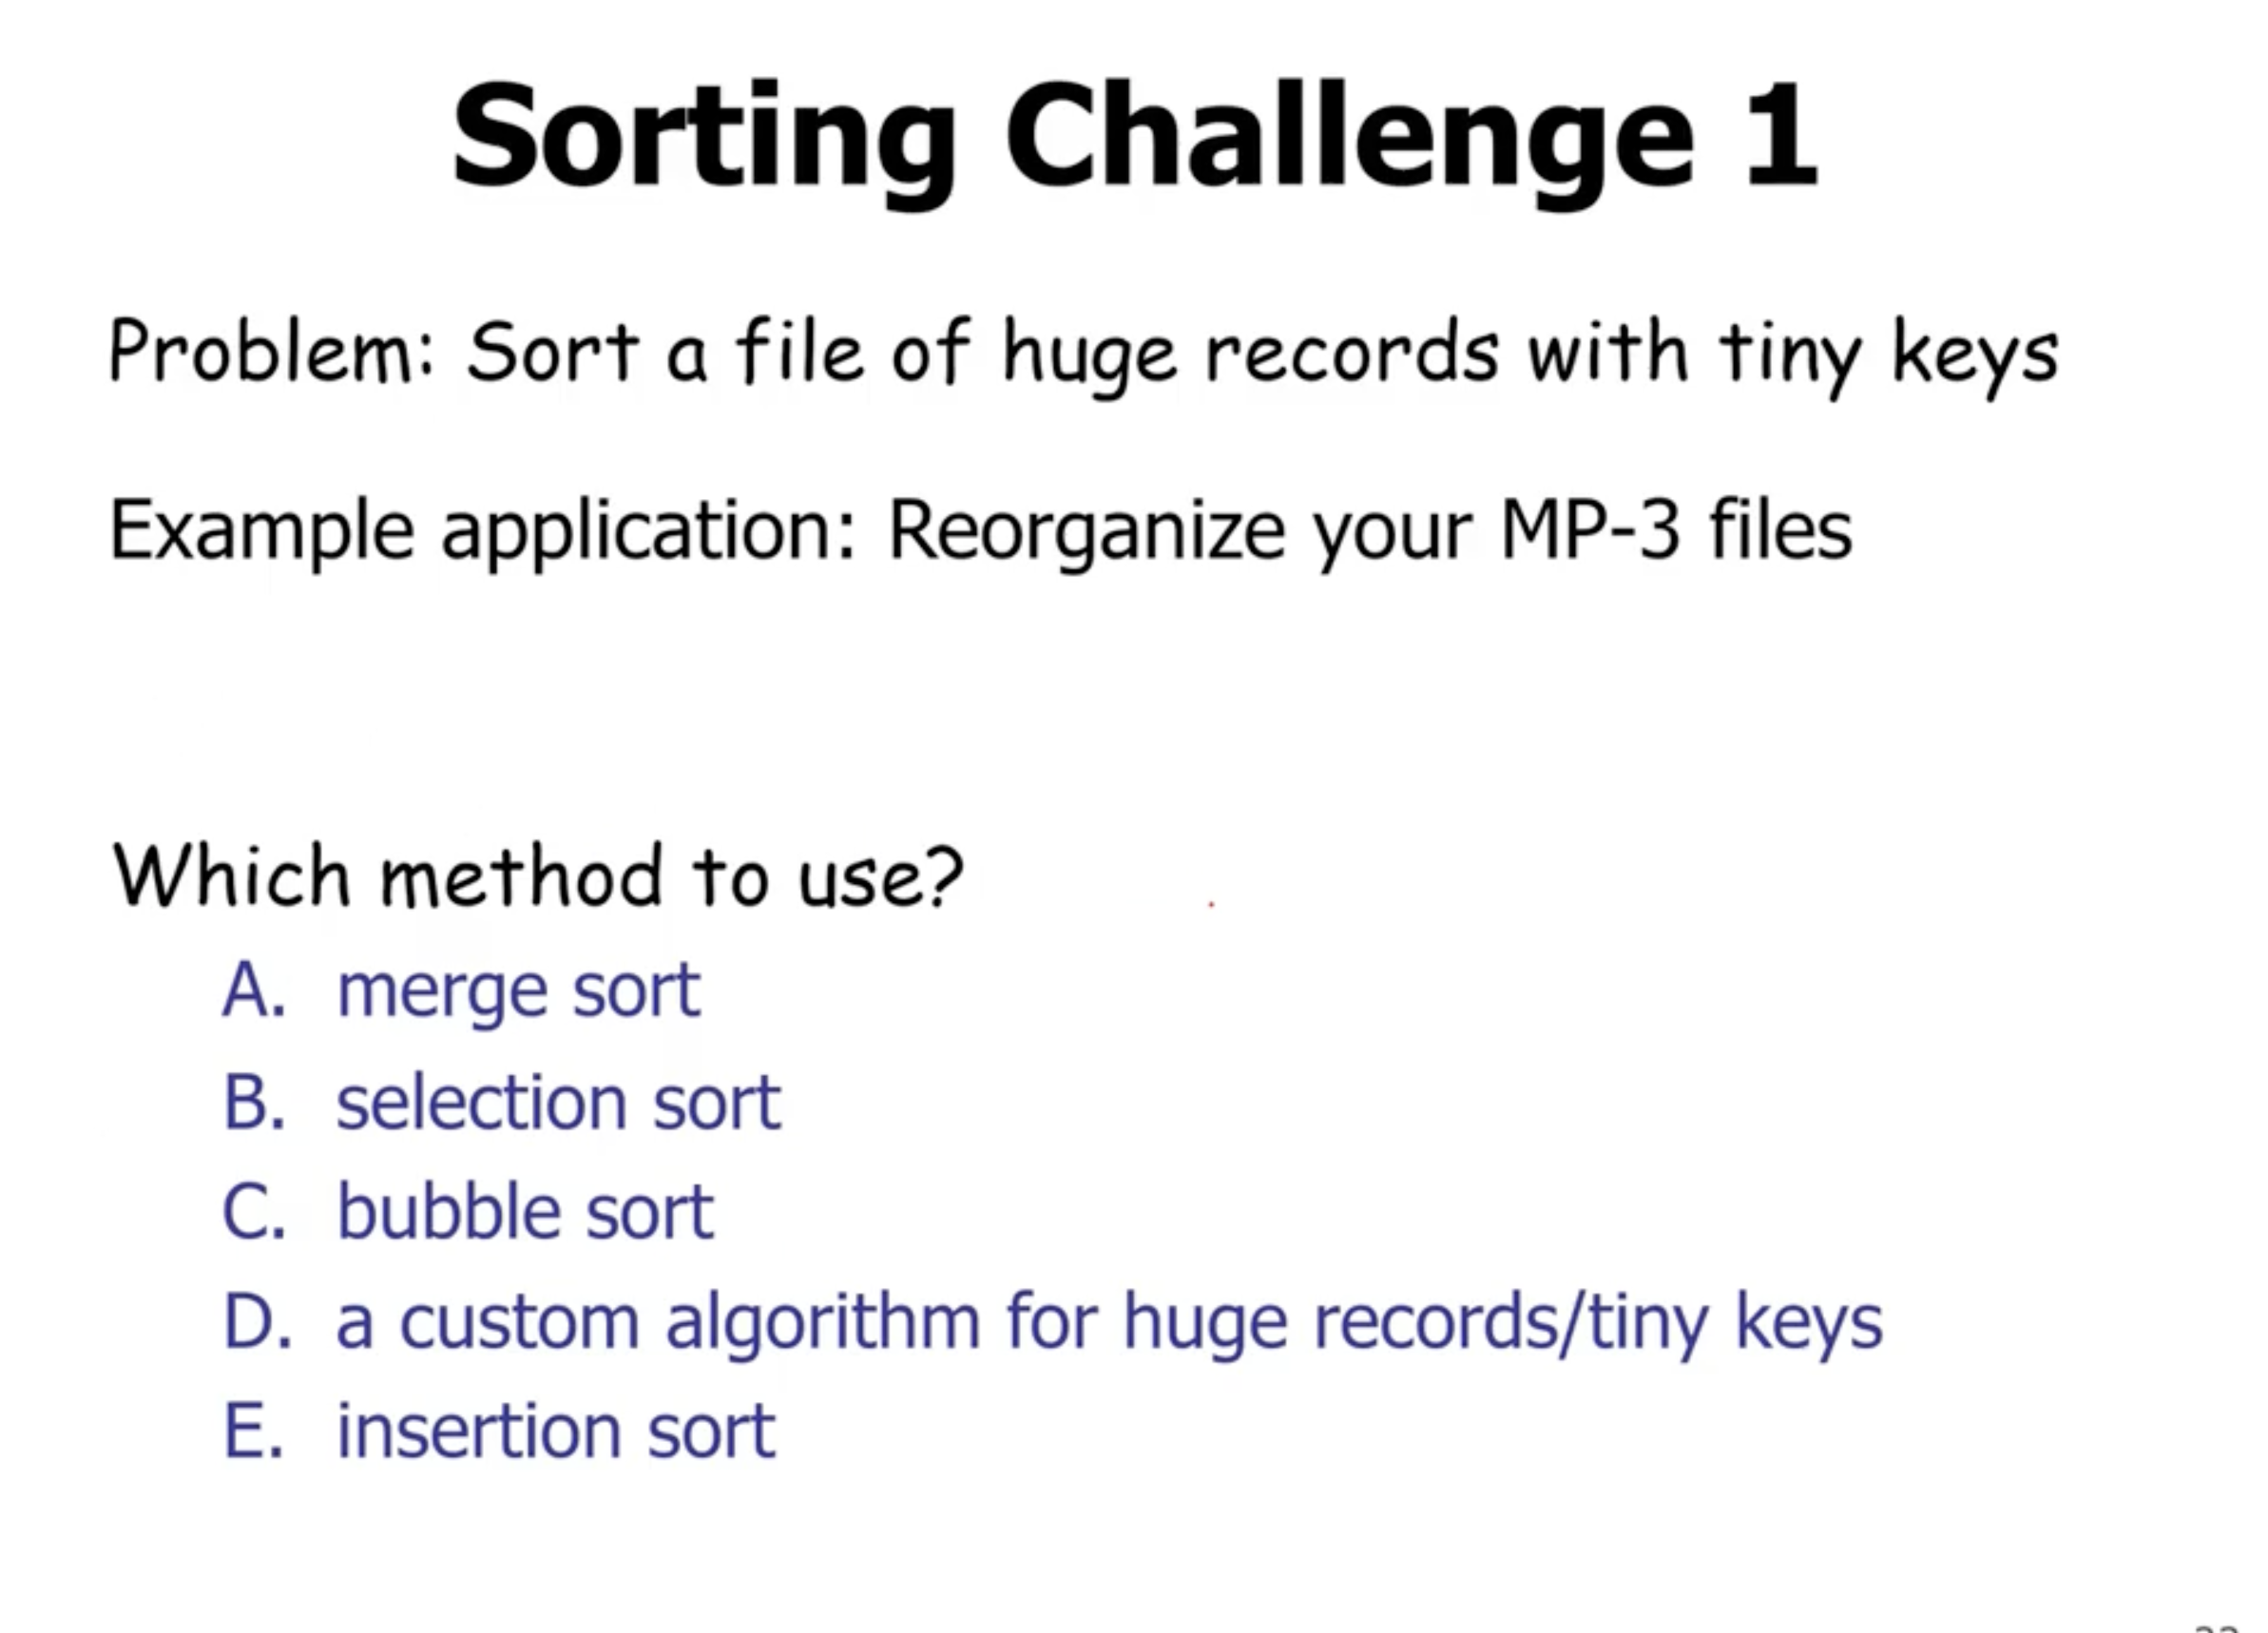 Sorting Challenge 1
Problem: Sort a file of huge records with tiny keys
Example application: Reorganize your MP-3 files
Which method to use?
A. merge sort
B. selection sort
C. bubble sort
D. a custom algorithm for huge records/tiny keys
E. insertion sort